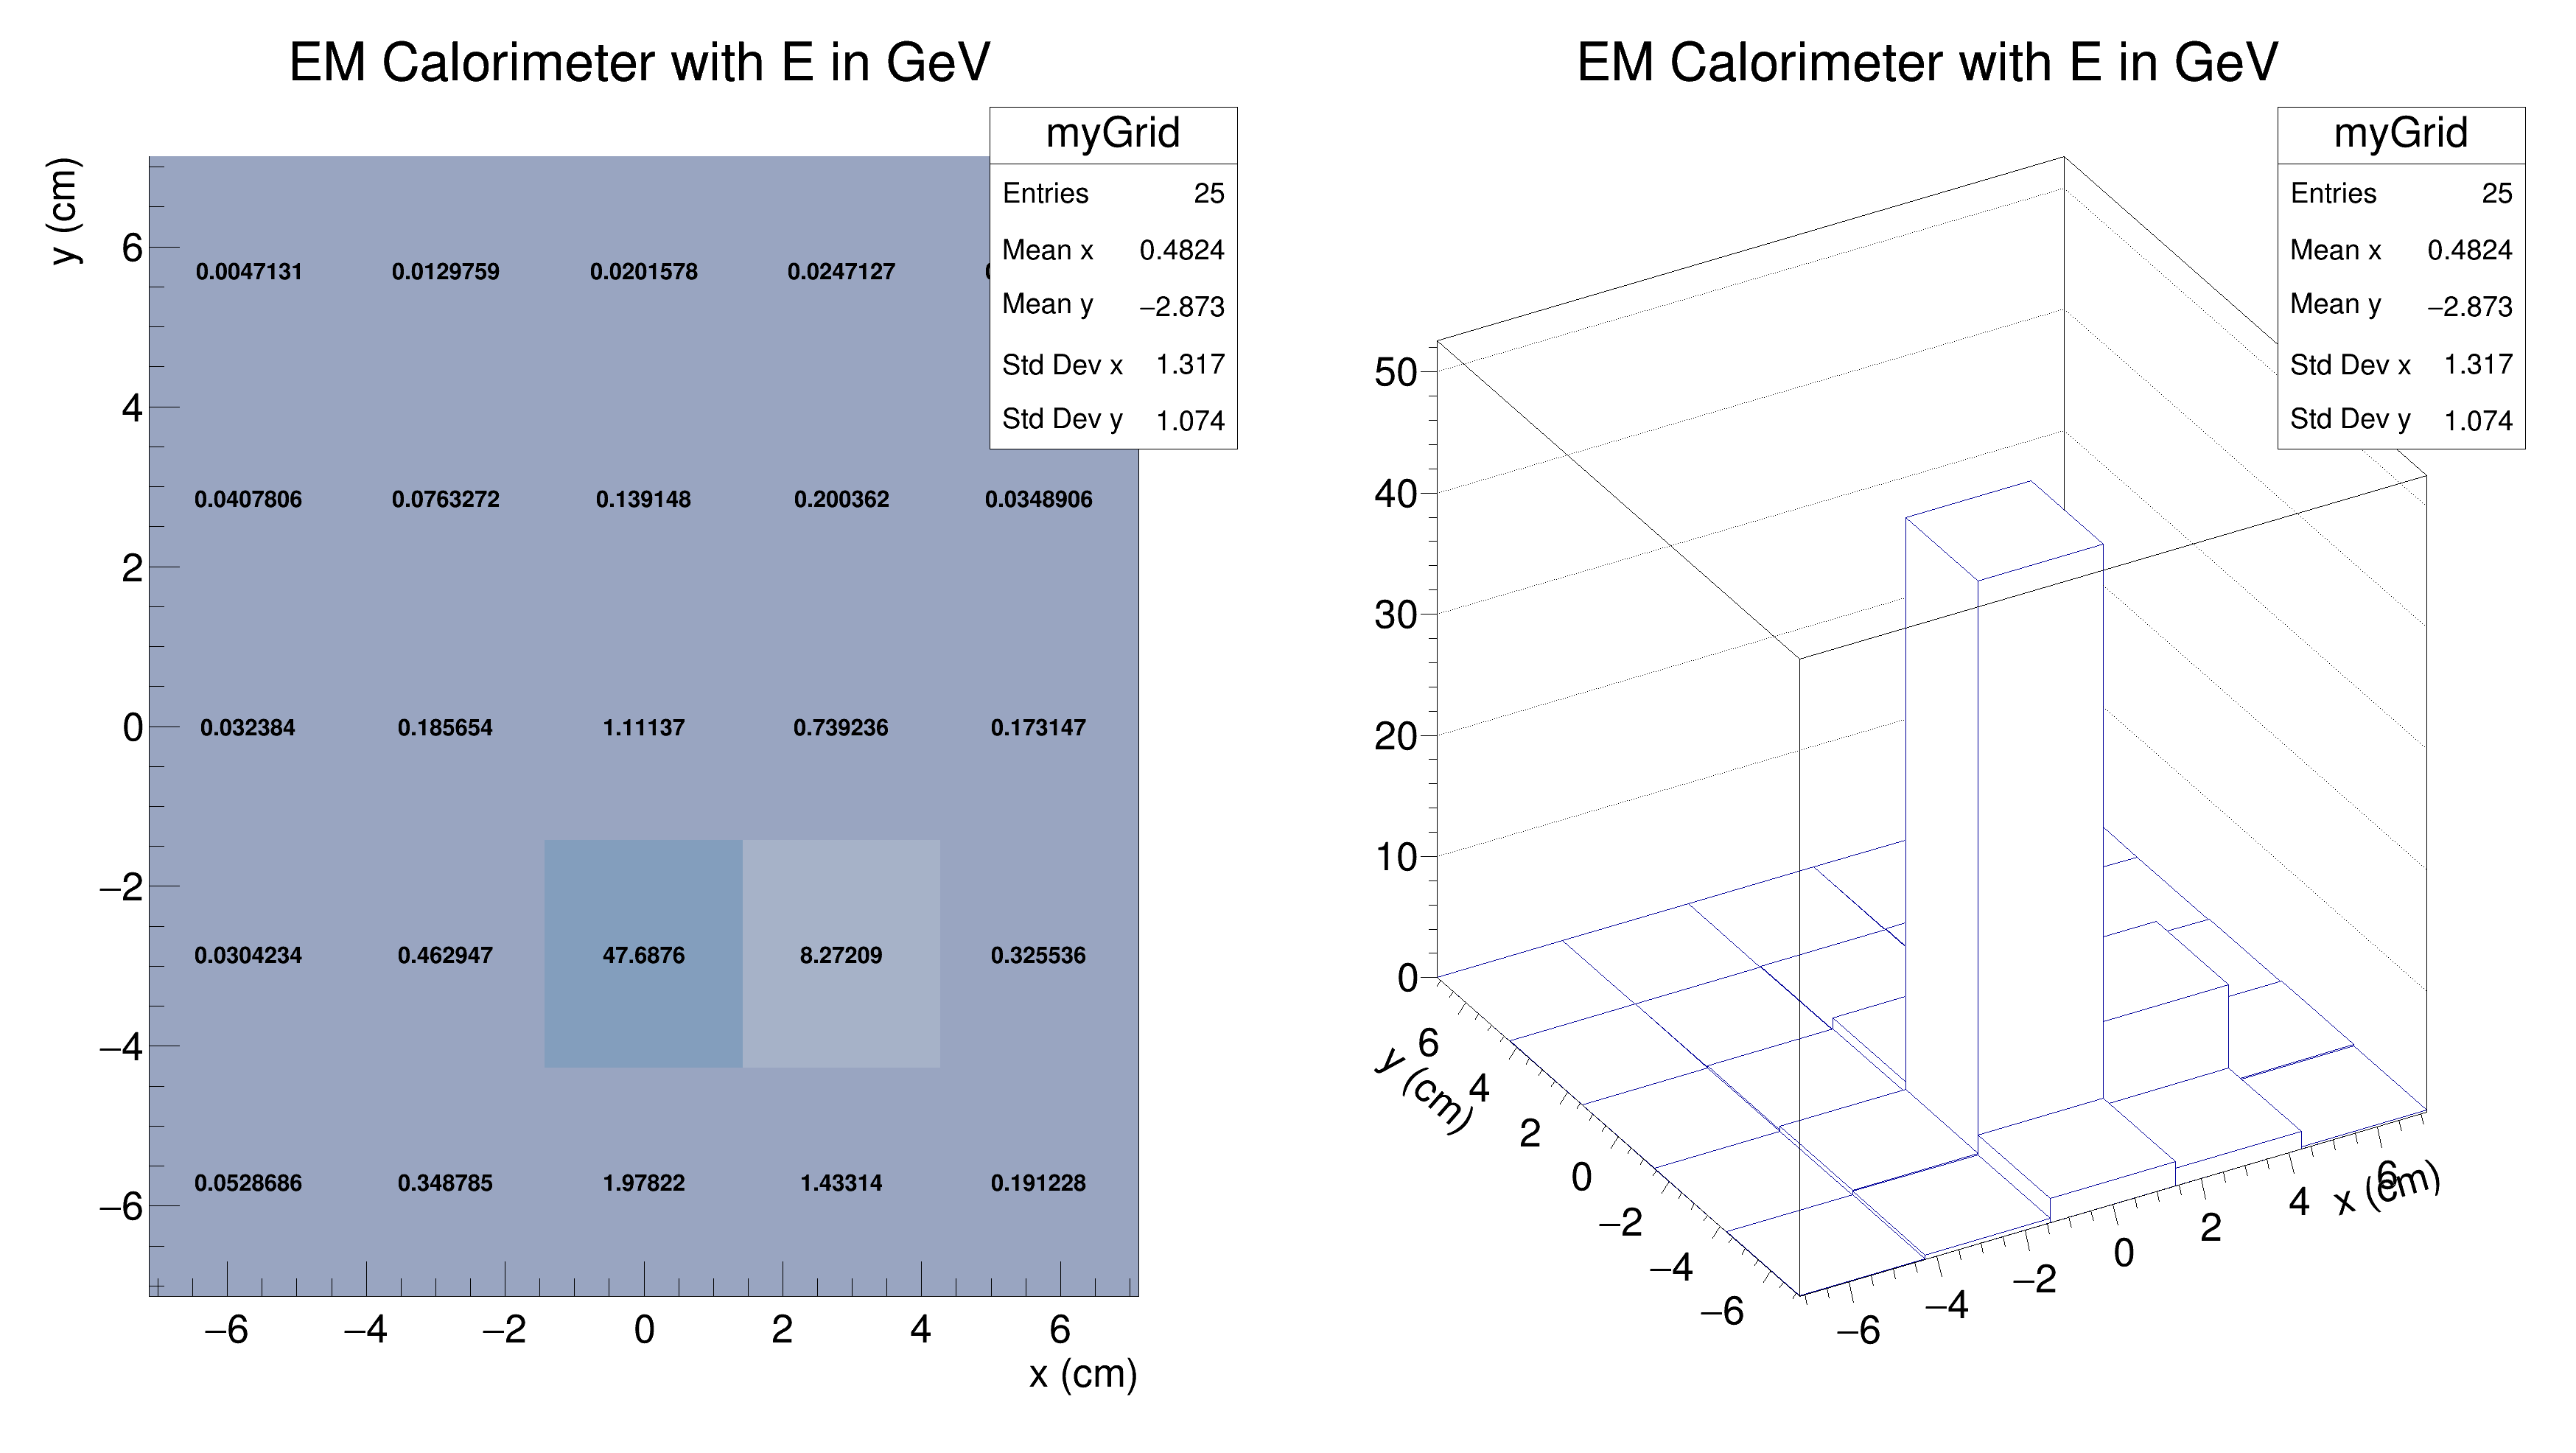 EM Calorimeter with E in GeV
myGrid
Entries 25
Mean x 0.4824
Mean y −2.873
Std Dev x 1.317
Std Dev y 1.074
y (cm)
6
4
2
0
−2
−4
−6
0.0047131 0.0129759 0.0201578 0.0247127
0.0407806 0.0763272 0.139148 0.200362 0.0348906
0.032384 0.185654 1.11137 0.739236 0.173147
0.0304234 0.462947 47.6876 8.27209 0.325536
0.0528686 0.348785 1.97822 1.43314 0.191228
−6 −4 −2 0 2 4 6
x (cm)
EM Calorimeter with E in GeV
myGrid
Entries 25
Mean x 0.4824
Mean y −2.873
Std Dev x 1.317
Std Dev y 1.074
50
40
30
20
10
0
y (cm)
6
4
2
0
−2
−4
−6
−6
−4
−2
0
2
4
6
x (cm)